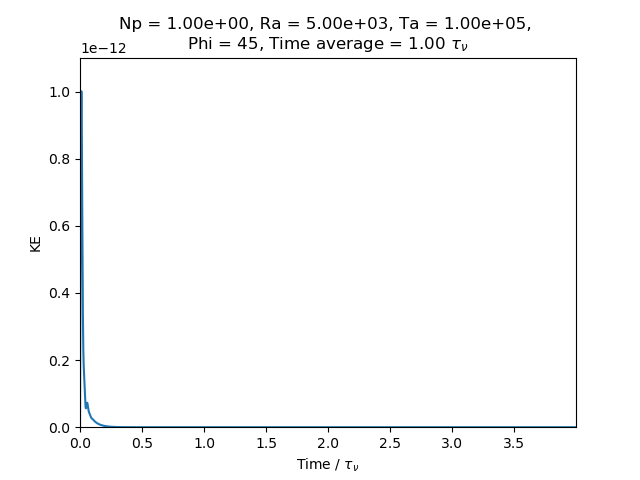 Np = 1.00e+00, Ra = 5.00e+03, Ta = 1.00e+05,
Phi = 45, Time average = 1.00 τν
1e−12
1.0
0.8
0.6
0.4
0.2
0.0
KE
0.0 0.5 1.0 1.5 2.0 2.5 3.0 3.5
Time / τν